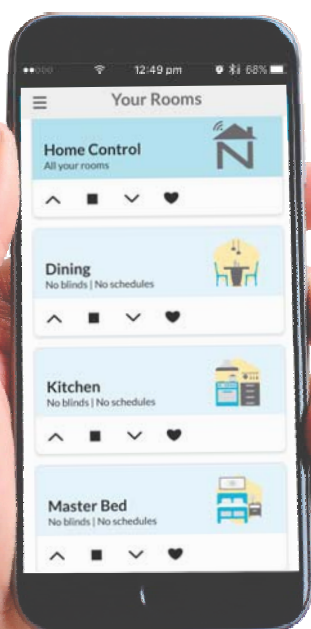 12:49 pm 68%
Your Rooms
Home Control
All your rooms
Dining
No blinds | No schedules
Kitchen
No blinds | No schedules
Master Bed
No blinds | No schedules